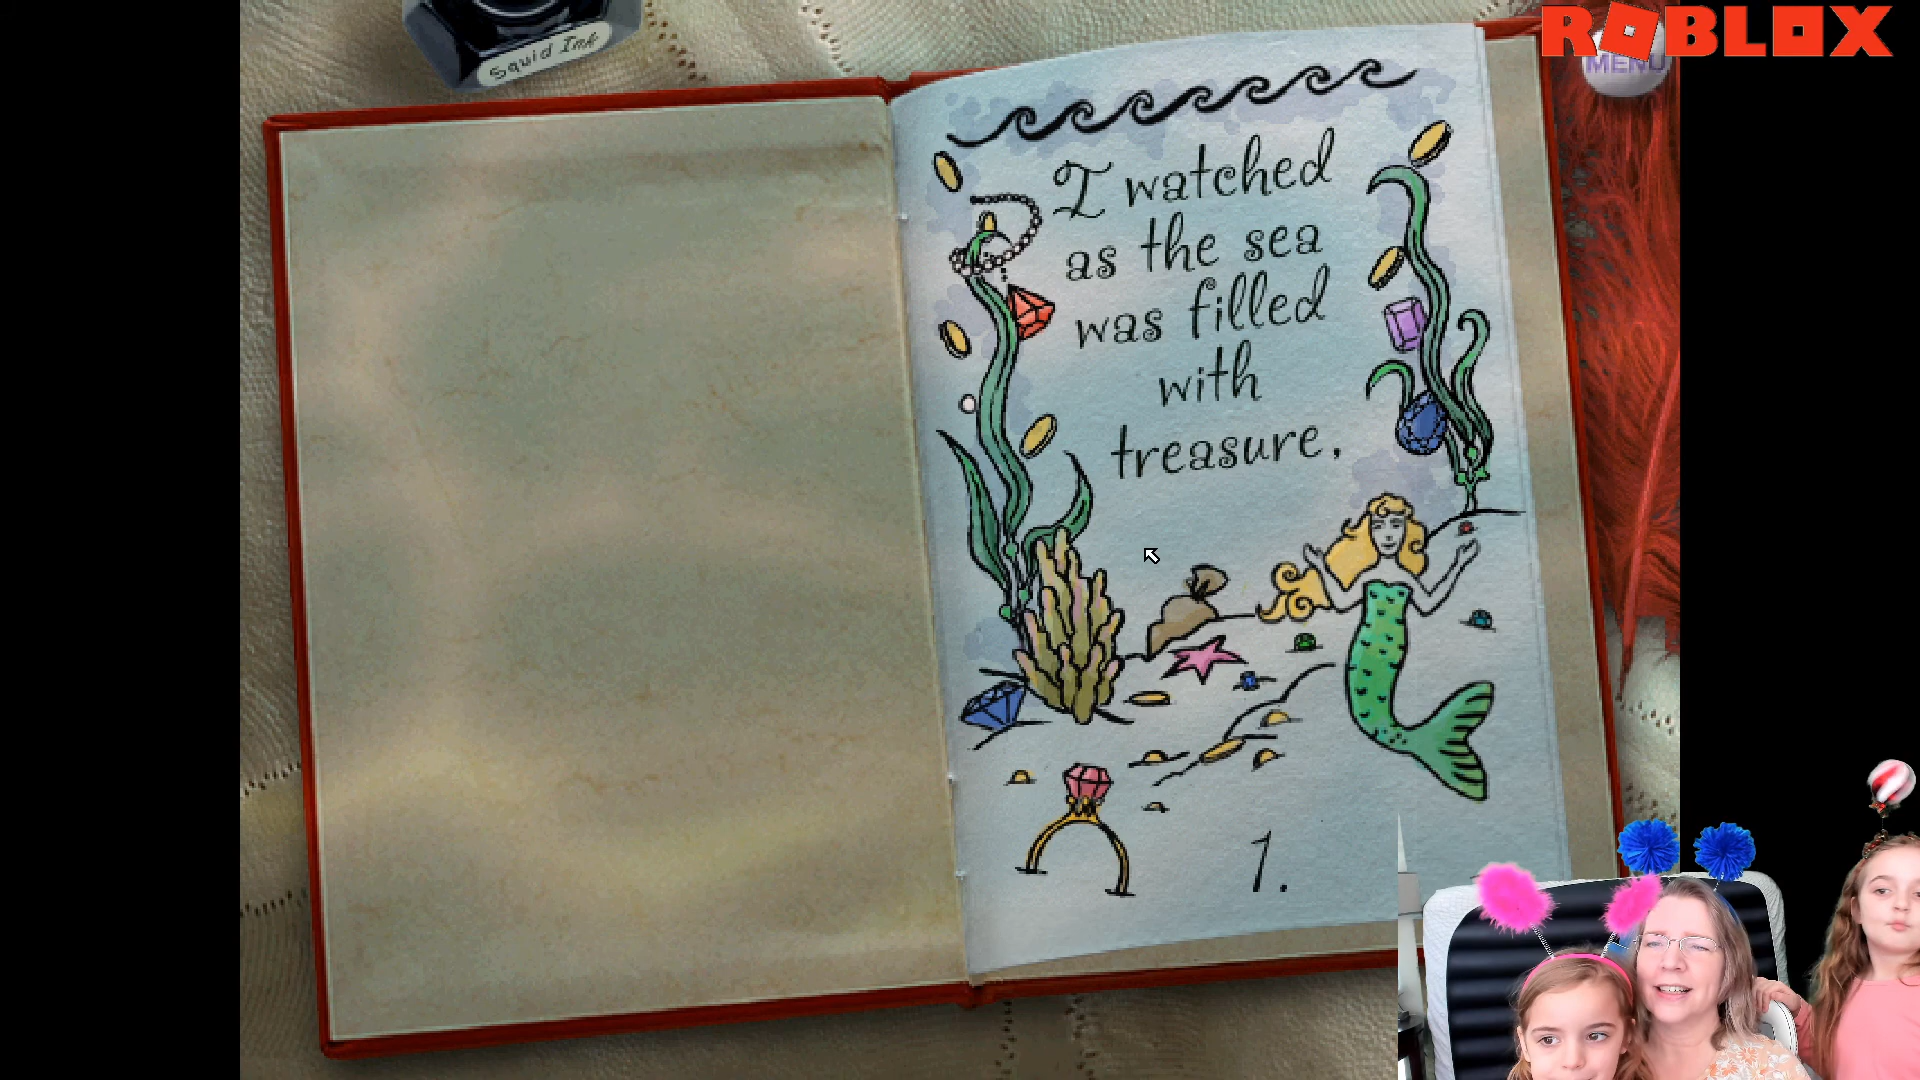 Squid Ink
ROBLOX
MENU
I watched
as the sea
was filled
with
treasure.
1.